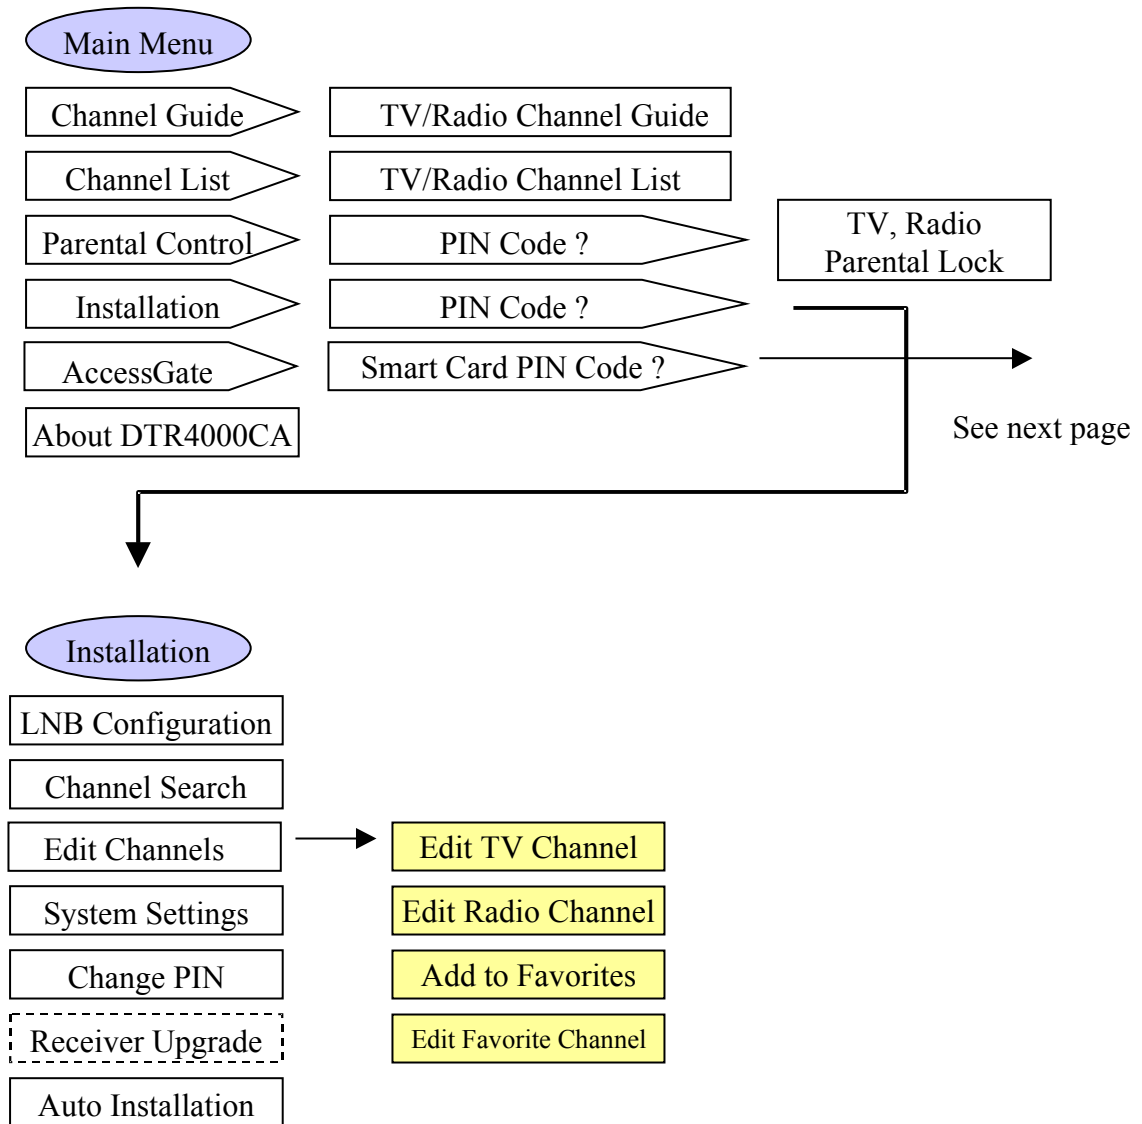 Main Menu
Channel Guide
TV/Radio Channel Guide
Channel List
TV/Radio Channel List
Parental Control
PIN Code ?
TV, Radio
Parental Lock
Installation
PIN Code ?
AccessGate
Smart Card PIN Code ?
About DTR4000CA
See next page
Installation
LNB Configuration
Channel Search
Edit Channels
Edit TV Channel
System Settings
Edit Radio Channel
Change PIN
Add to Favorites
Receiver Upgrade
Edit Favorite Channel
Auto Installation